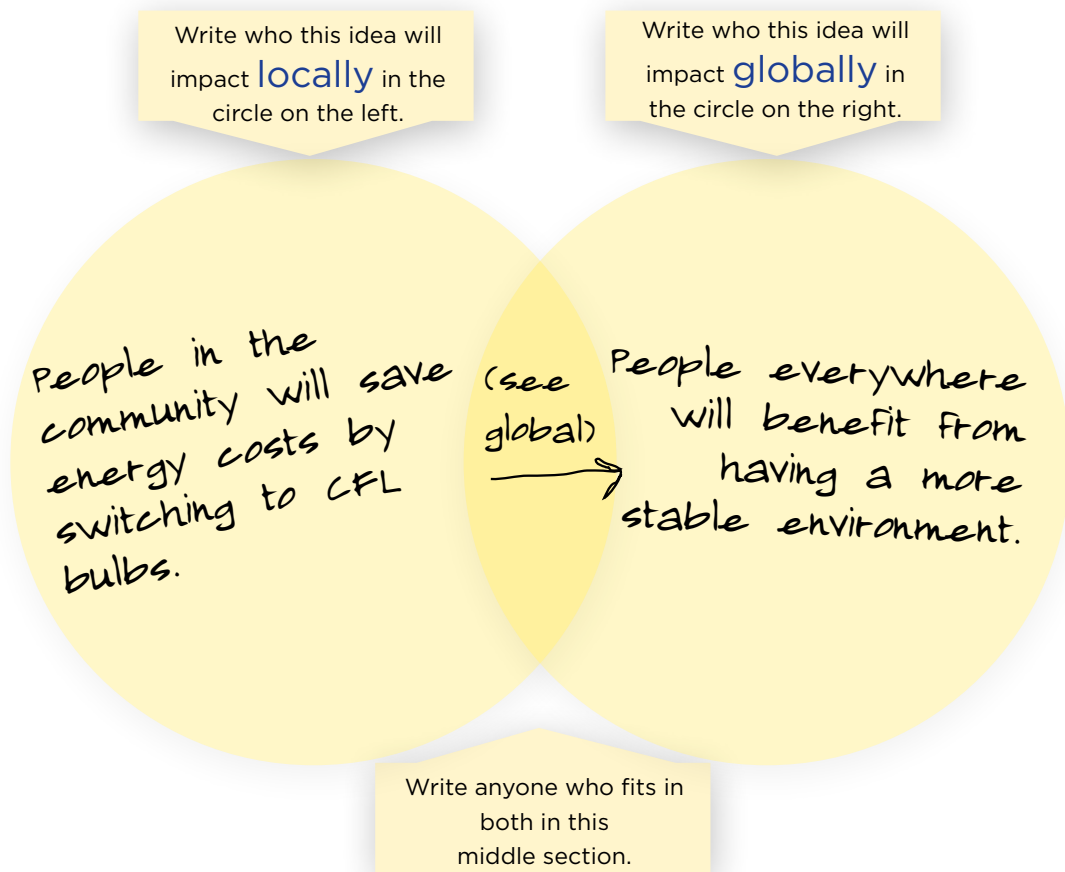 Write who this idea will
impact locally in the
circle on the left.
Write who this idea will
impact globally in
the circle on the right.
People in the
community will save
energy costs by
switching to CFL
bulbs.
(see
global)
People everywhere
will benefit from
having a more
stable environment.
Write anyone who fits in
both in this
middle section.